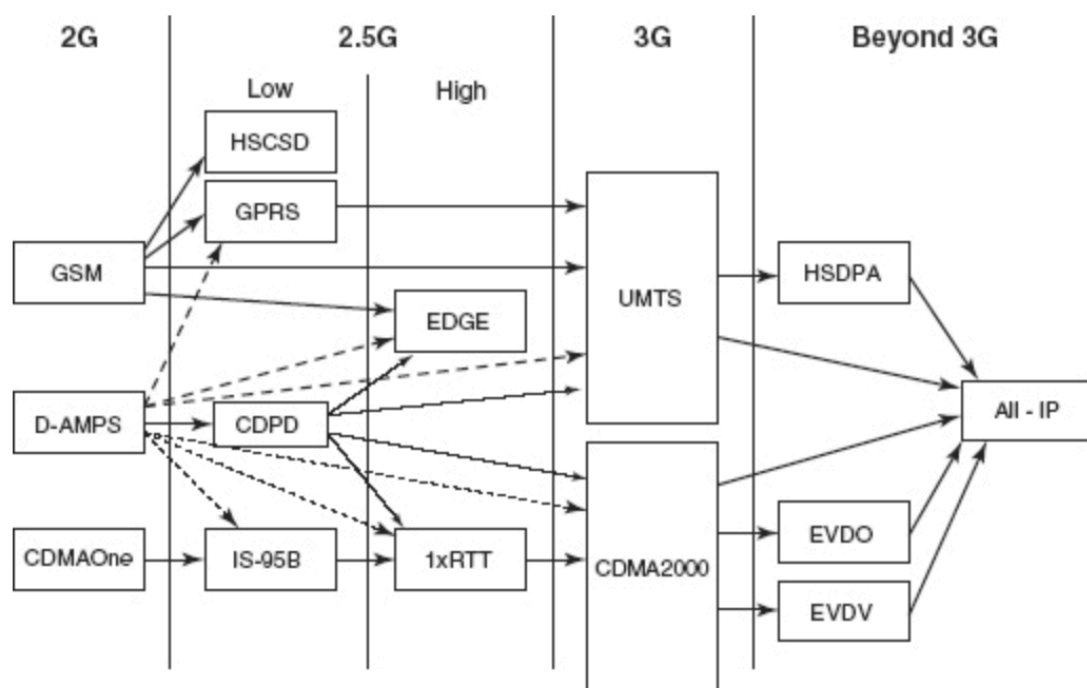 2G
2.5G
3G
Beyond 3G
Low
High
HSCSD
GPRS
GSM
UMTS
HSDPA
EDGE
All - IP
D-AMPS
CDPD
EVDO
CDMAOne
IS-95B
1xRTT
CDMA2000
EVDV